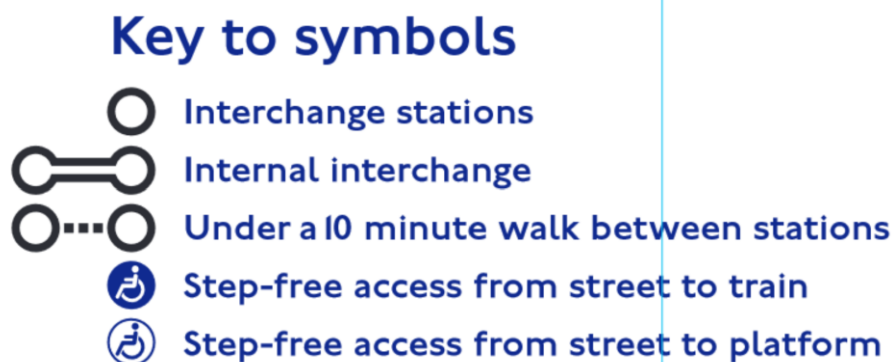 Key to symbols
Interchange stations
Internal interchange
Under a 10 minute walk between stations
Step-free access from street to train
Step-free access from street to platform